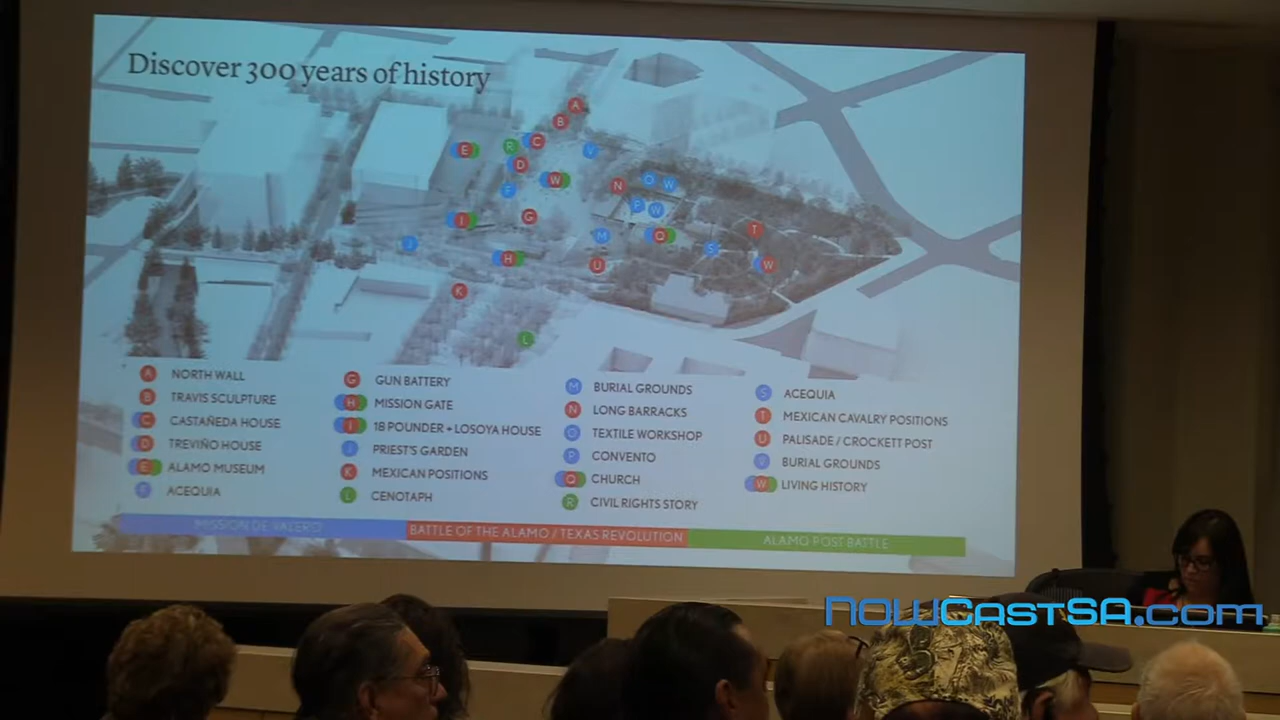 Discover 300 years of history
A
B
E
R
C
V
D
W
F
N
O
W
P
W
I
G
J
M
Q
T
S
H
U
W
K
L
A NORTH WALL
B TRAVIS SCULPTURE
C CASTAÑEDA HOUSE
D TREVIÑO HOUSE
E ALAMO MUSEUM
F ACEQUIA
G GUN BATTERY
H MISSION GATE
I 18 POUNDER + LOSOYA HOUSE
J PRIEST'S GARDEN
K MEXICAN POSITIONS
L CENOTAPH
M BURIAL GROUNDS
N LONG BARRACKS
O TEXTILE WORKSHOP
P CONVENTO
Q CHURCH
R CIVIL RIGHTS STORY
S ACEQUIA
T MEXICAN CAVALRY POSITIONS
U PALISADE / CROCKETT POST
V BURIAL GROUNDS
W LIVING HISTORY
MISSION DE VALERO
BATTLE OF THE ALAMO / TEXAS REVOLUTION
ALAMO POST BATTLE
NOWCastSA.com